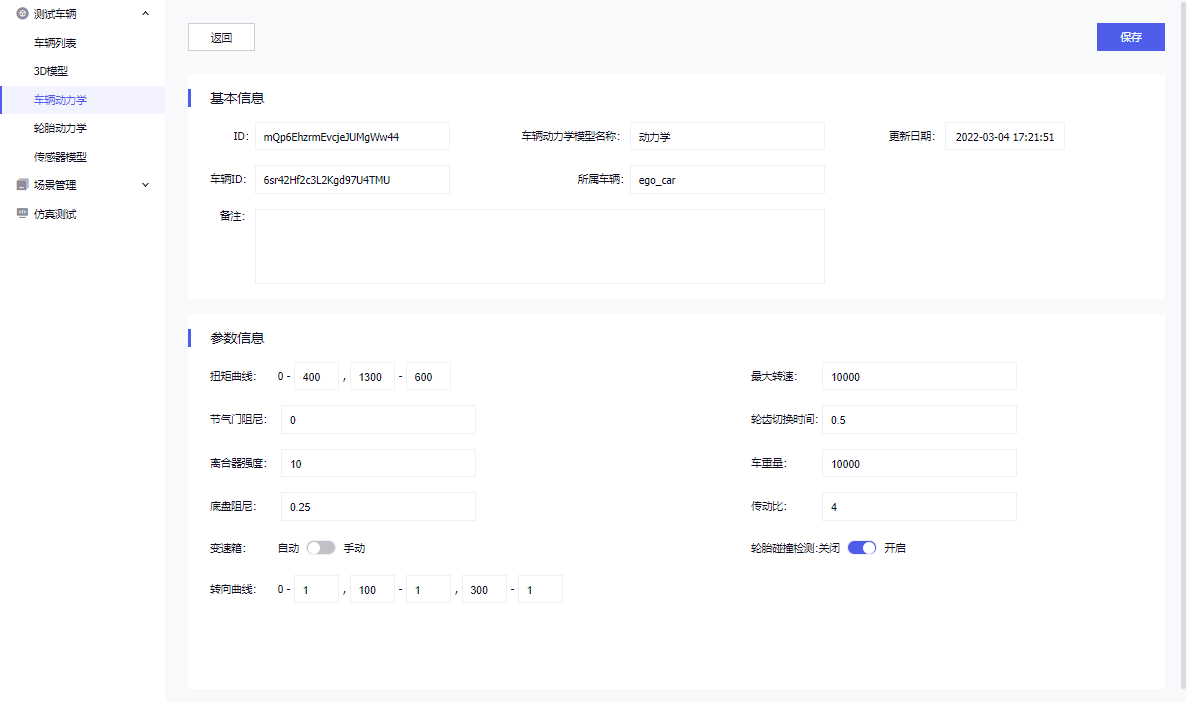 测试车辆
车辆列表
3D模型
车辆动力学
轮胎动力学
传感器模型
场景管理
仿真测试
返回 保存
基本信息
ID: mQp6EhzrmEvcjeJUMgWw44 车辆动力学模型名称: 动力学 更新日期: 2022-03-04 17:21:51
车辆ID: 6sr42Hf2c3L2Kgd97U4TMU 所属车辆: ego_car
备注:
参数信息
扭矩曲线: 0 - 400 , 1300 - 600 最大转速: 10000
节气门阻尼: 0 轮齿切换时间: 0.5
离合器强度: 10 车重量: 10000
底盘阻尼: 0.25 传动比: 4
变速箱: 自动 手动 轮胎碰撞检测:关闭 开启
转向曲线: 0 - 1 , 100 - 1 , 300 - 1